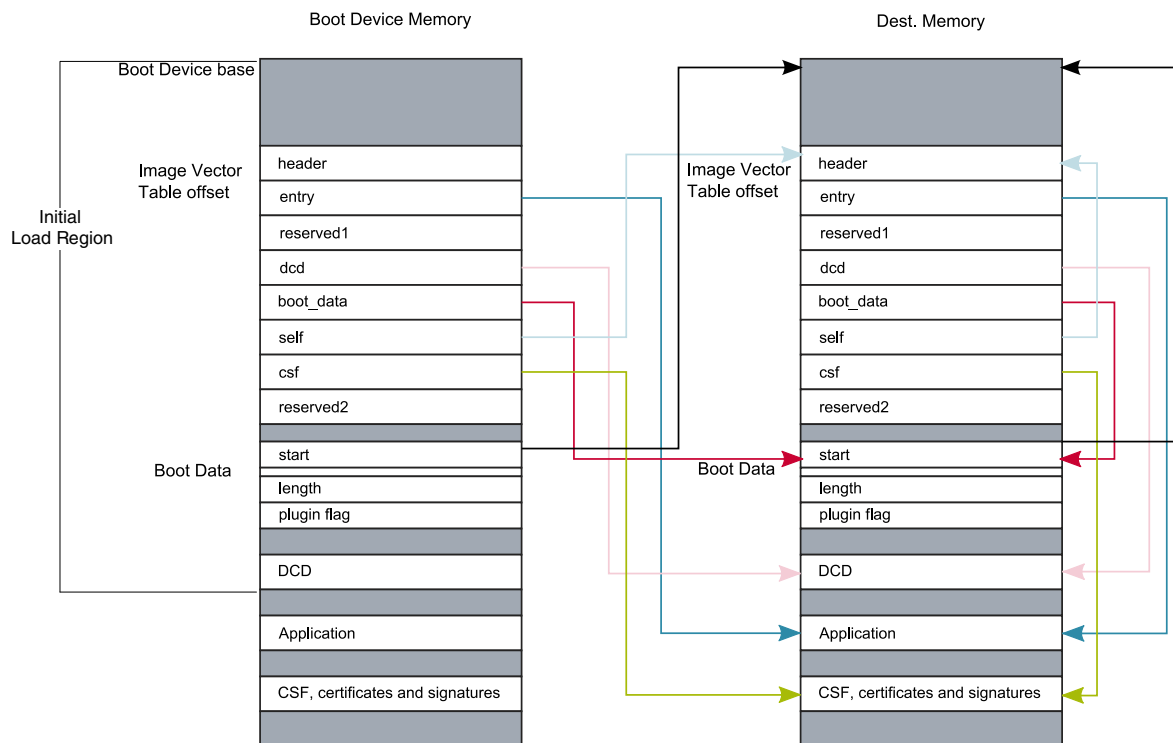 Boot Device Memory
Dest. Memory
Boot Device base
Image Vector
Table offset
Initial
Load Region
header
entry
reserved1
dcd
boot_data
self
csf
reserved2
Boot Data
start
length
plugin flag
DCD
Application
CSF, certificates and signatures
Image Vector
Table offset
header
entry
reserved1
dcd
boot_data
self
csf
reserved2
Boot Data
start
length
plugin flag
DCD
Application
CSF, certificates and signatures